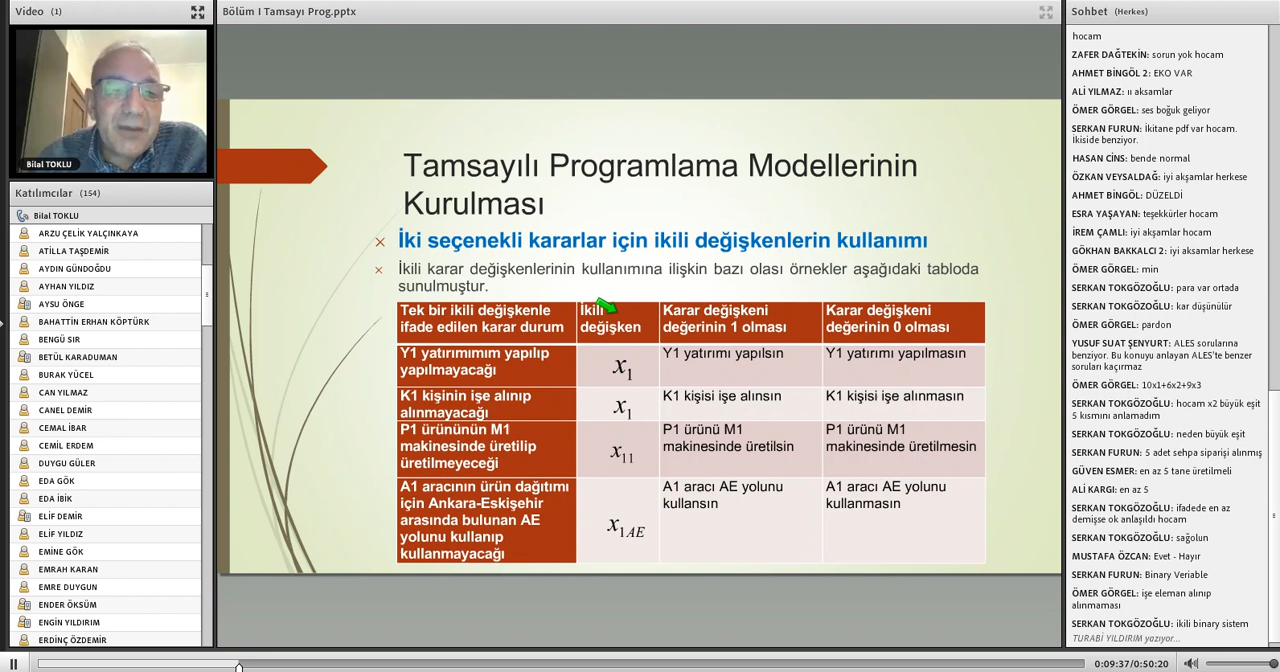 Video (1)
Bilal TOKLU
Katılımcılar (154)
Bilal TOKLU
ARZU ÇELİK YALÇINKAYA
ATİLLA TAŞDEMİR
AYDIN GÜNDOĞDU
AYHAN YILDIZ
AYSU ÖNGE
BAHATTİN ERHAN KÖPTÜRK
BENGÜ SIR
BETÜL KARADUMAN
BURAK YÜCEL
CAN YILMAZ
CANEL DEMİR
CEMAL İBAR
CEMİL ERDEM
DUYGU GÜLER
EDA GÖK
EDA İBİK
ELİF DEMİR
ELİF YILDIZ
EMİNE GÖK
EMRAH KARAN
EMRE DUYGUN
ENDER ÖKSÜM
ENGİN YILDIRIM
ERDİNÇ ÖZDEMİR
Bölüm I Tamsayı Prog.pptx
Tamsayılı Programlama Modellerinin
Kurulması
İki seçenekli kararlar için ikili değişkenlerin kullanımı
İkili karar değişkenlerinin kullanımına ilişkin bazı olası örnekler aşağıdaki tabloda
sunulmuştur.
Tek bir ikili değişkenle
ifade edilen karar durum
İkili
değişken
Karar değişkeni
değerinin 1 olması
Karar değişkeni
değerinin 0 olması
Y1 yatırımımım yapılıp
yapılmayacağı
x1
Y1 yatırımı yapılsın
Y1 yatırımı yapılmasın
K1 kişinin işe alınıp
alınmayacağı
x1
K1 kişisi işe alınsın
K1 kişisi işe alınmasın
P1 ürününün M1
makinesinde üretilip
üretilmeyeceği
x11
P1 ürünü M1
makinesinde üretilsin
P1 ürünü M1
makinesinde üretilmesin
A1 aracının ürün dağıtımı
için Ankara-Eskişehir
arasında bulunan AE
yolunu kullanıp
kullanmayacağı
x1AE
A1 aracı AE yolunu
kullansın
A1 aracı AE yolunu
kullanmasın
Sohbet (Herkes)
hocam
ZAFER DAĞTEKİN: sorun yok hocam
AHMET BİNGÖL 2: EKO VAR
ALİ YILMAZ: ıı aksamlar
ÖMER GÖRGEL: ses boğuk geliyor
SERKAN FURUN: İkitane pdf var hocam.
İkiside benziyor.
HASAN CİNS: bende normal
ÖZKAN VEYSALDAĞ: iyi akşamlar herkese
AHMET BİNGÖL: DÜZELDİ
ESRA YAŞAYAN: teşekkürler hocam
İREM ÇAMLI: iyi akşamlar hocam
GÖKHAN BAKKALCI 2: iyi akşamlar herkese
ÖMER GÖRGEL: min
SERKAN TOKGÖZOĞLU: para var ortada
SERKAN TOKGÖZOĞLU: kar düşünülür
ÖMER GÖRGEL: pardon
YUSUF SUAT ŞENYURT: ALES sorularına
benziyor. Bu konuyu anlayan ALES'te benzer
soruları kaçırmaz
ÖMER GÖRGEL: 10x1+6x2+9x3
SERKAN TOKGÖZOĞLU: hocam x2 büyük eşit
5 kısmını anlamadım
SERKAN TOKGÖZOĞLU: neden büyük eşit
SERKAN FURUN: 5 adet sehpa siparişi alınmış
GÜVEN ESMER: en az 5 tane üretilmeli
ALİ KARGI: en az 5
SERKAN TOKGÖZOĞLU: ifadede en az
demişse ok anlaşıldı hocam
SERKAN TOKGÖZOĞLU: sağolun
MUSTAFA ÖZCAN: Evet - Hayır
SERKAN FURUN: Binary Veriable
ÖMER GÖRGEL: işe eleman alınıp
alınmaması
SERKAN TOKGÖZOĞLU: ikili binary sistem
TURABİ YILDIRIM yazıyor...
0:09:37/0:50:20